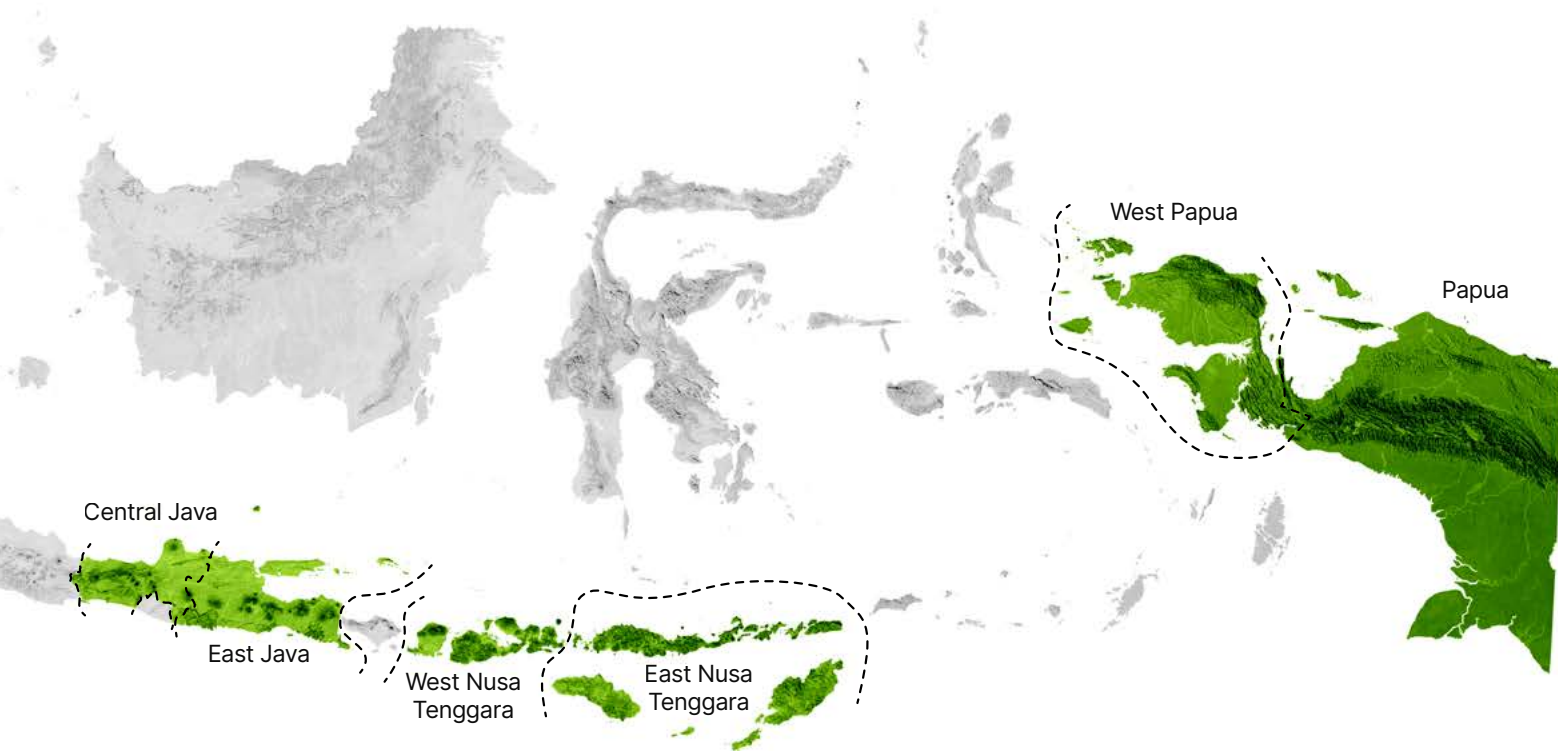 West Papua
Papua
Central Java
East Java
West Nusa
Tenggara
East Nusa
Tenggara